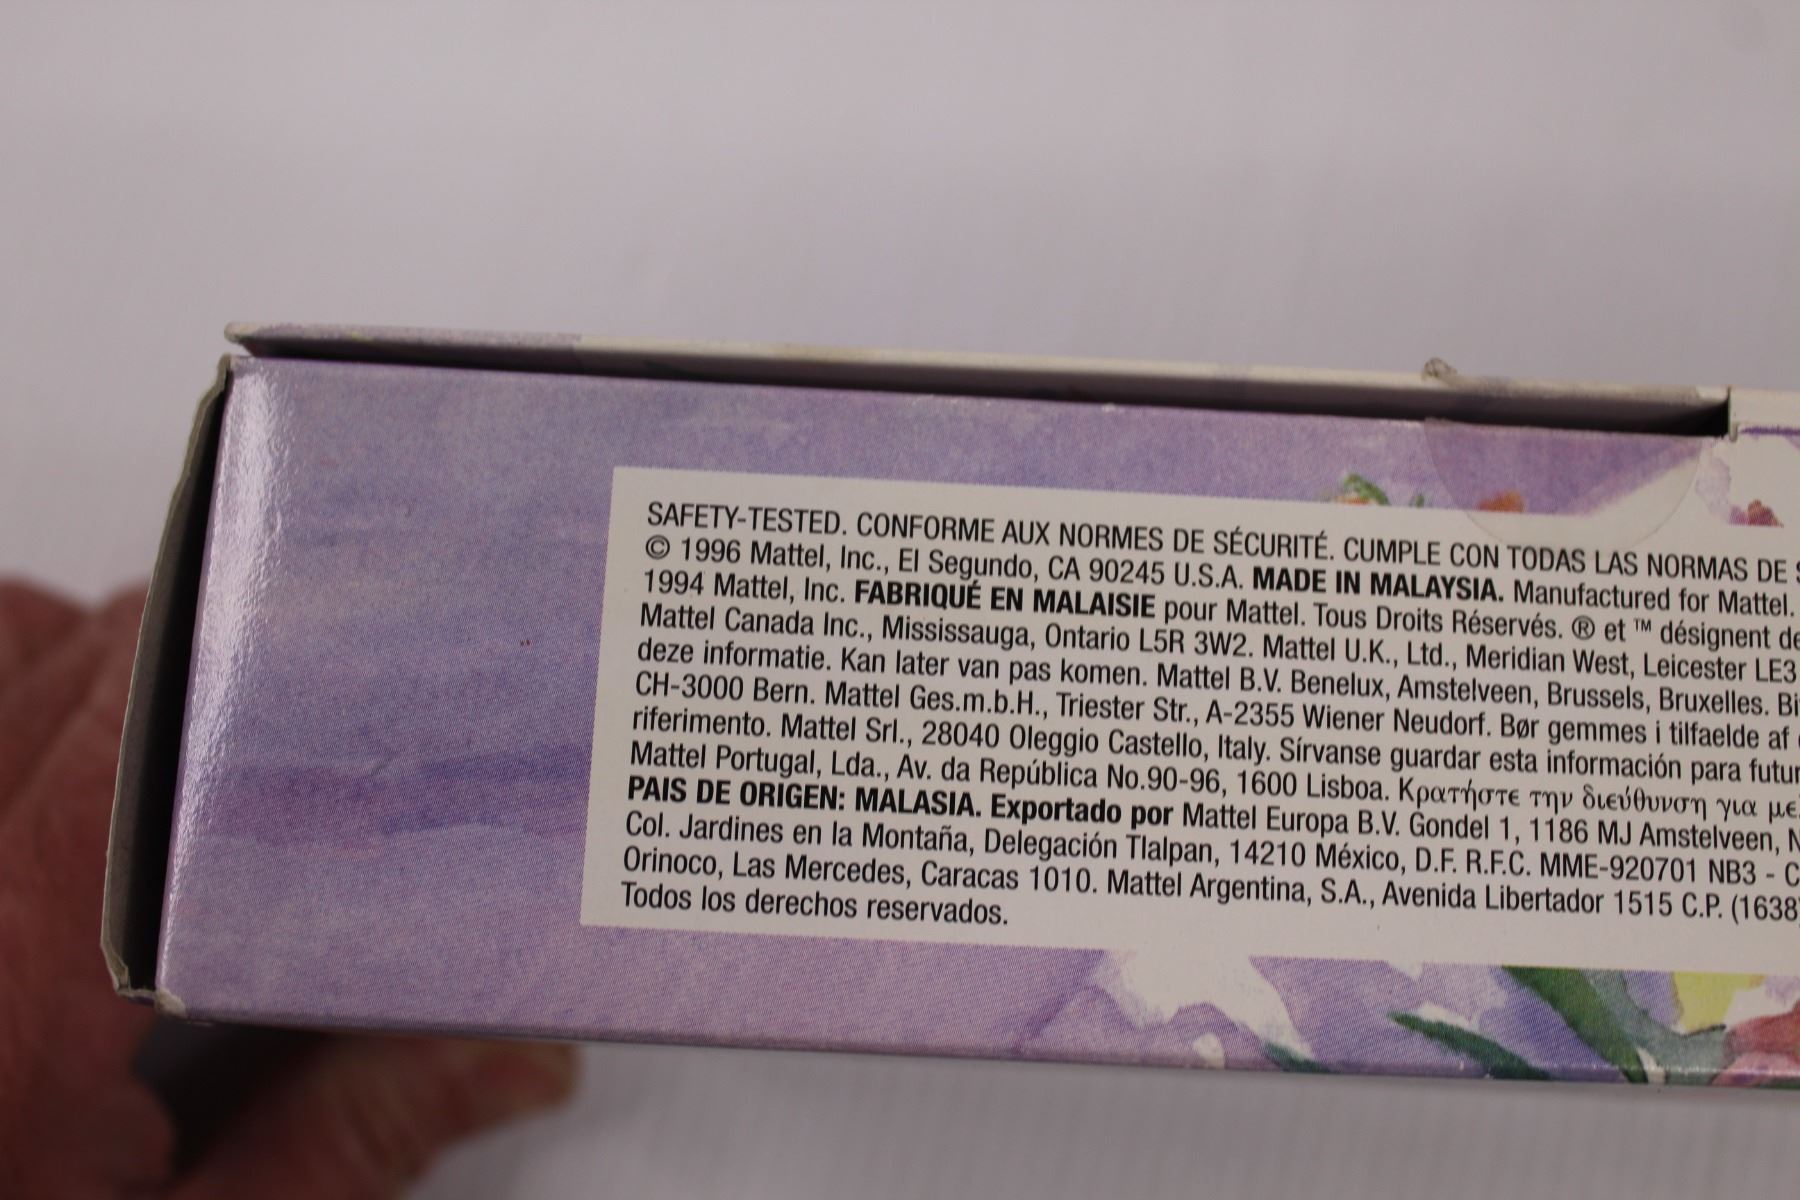 SAFETY-TESTED. CONFORME AUX NORMES DE SÉCURITÉ. CUMPLE CON TODAS LAS NORMAS DE
© 1996 Mattel, Inc., El Segundo, CA 90245 U.S.A. MADE IN MALAYSIA. Manufactured for Mattel.
1994 Mattel, Inc. FABRIQUÉ EN MALAISIE pour Mattel. Tous Droits Réservés. ® et ™ désignent
Mattel Canada Inc., Mississauga, Ontario L5R 3W2. Mattel U.K., Ltd., Meridian West, Leicester LE3
deze informatie. Kan later van pas komen. Mattel B.V. Benelux, Amstelveen, Brussels, Bruxelles.
CH-3000 Bern. Mattel Ges.m.b.H., Triester Str., A-2355 Wiener Neudorf. Bør gemmes i tilfaelde af
riferimento. Mattel Srl., 28040 Oleggio Castello, Italy. Sírvanse guardar esta información para
Mattel Portugal, Lda., Av. da República No.90-96, 1600 Lisboa. Κρατήστε την διεύθυνση για
PAIS DE ORIGEN: MALASIA. Exportado por Mattel Europa B.V. Gondel 1, 1186 MJ Amstelveen,
Col. Jardines en la Montaña, Delegación Tlalpan, 14210 México, D.F. R.F.C. MME-920701 NB3 -
Orinoco, Las Mercedes, Caracas 1010. Mattel Argentina, S.A., Avenida Libertador 1515 C.P. (1638)
Todos los derechos reservados.